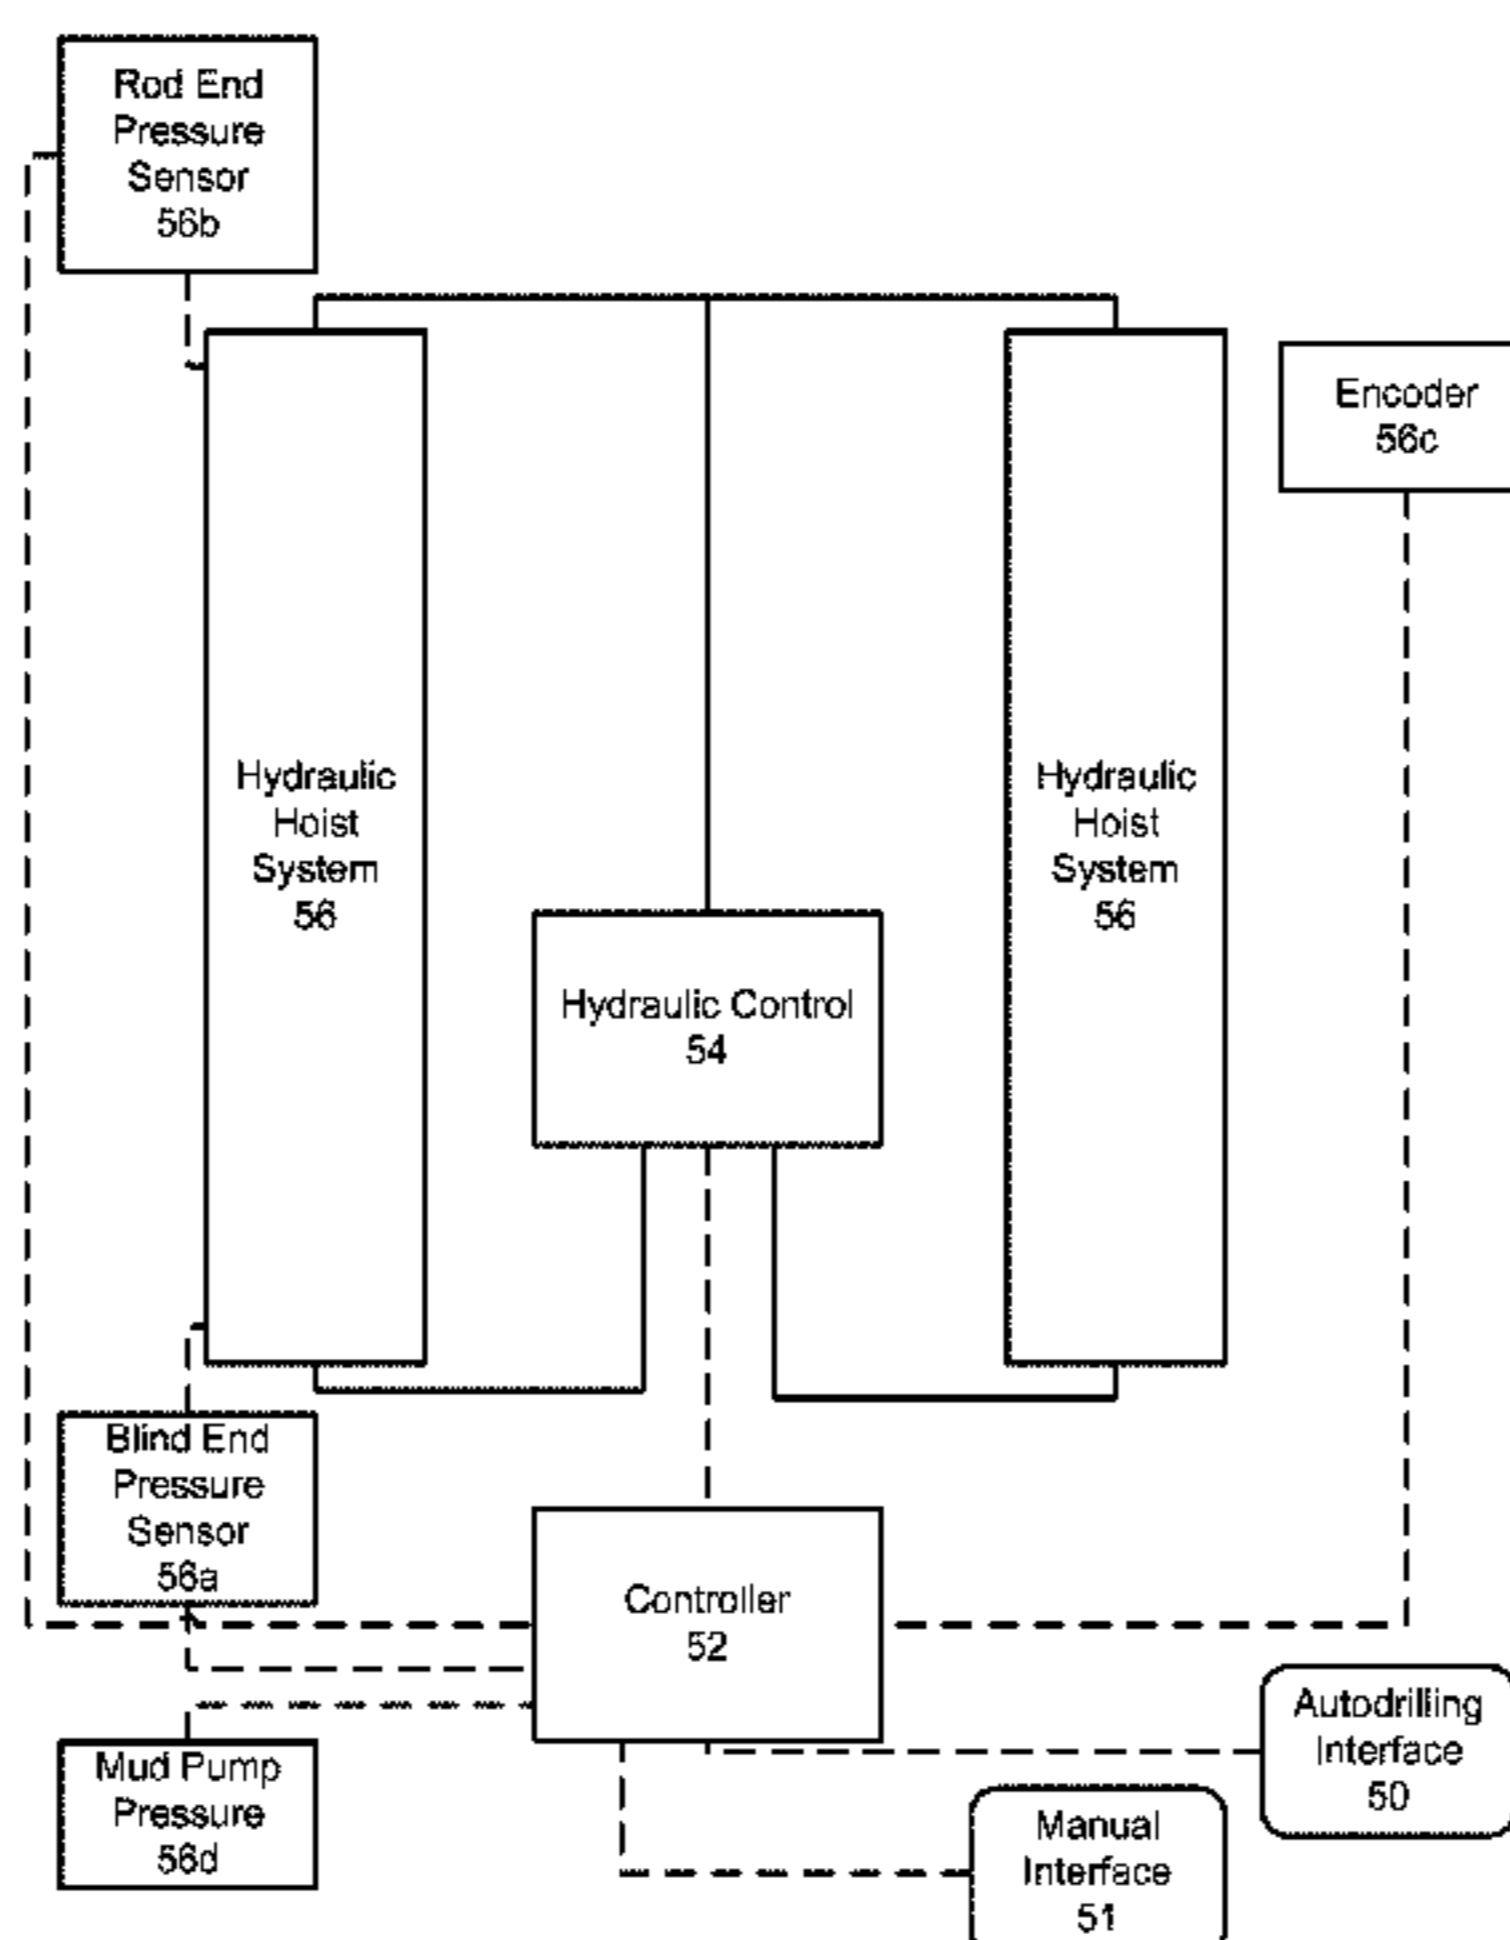 Rod End
Pressure
Sensor
56b
Encoder
56c
Hydraulic
Hoist
System
56
Hydraulic
Hoist
System
56
Hydraulic Control
54
Blind End
Pressure
Sensor
56a
Controller
52
Mud Pump
Pressure
56d
Autodrilling
Interface
50
Manual
Interface
51